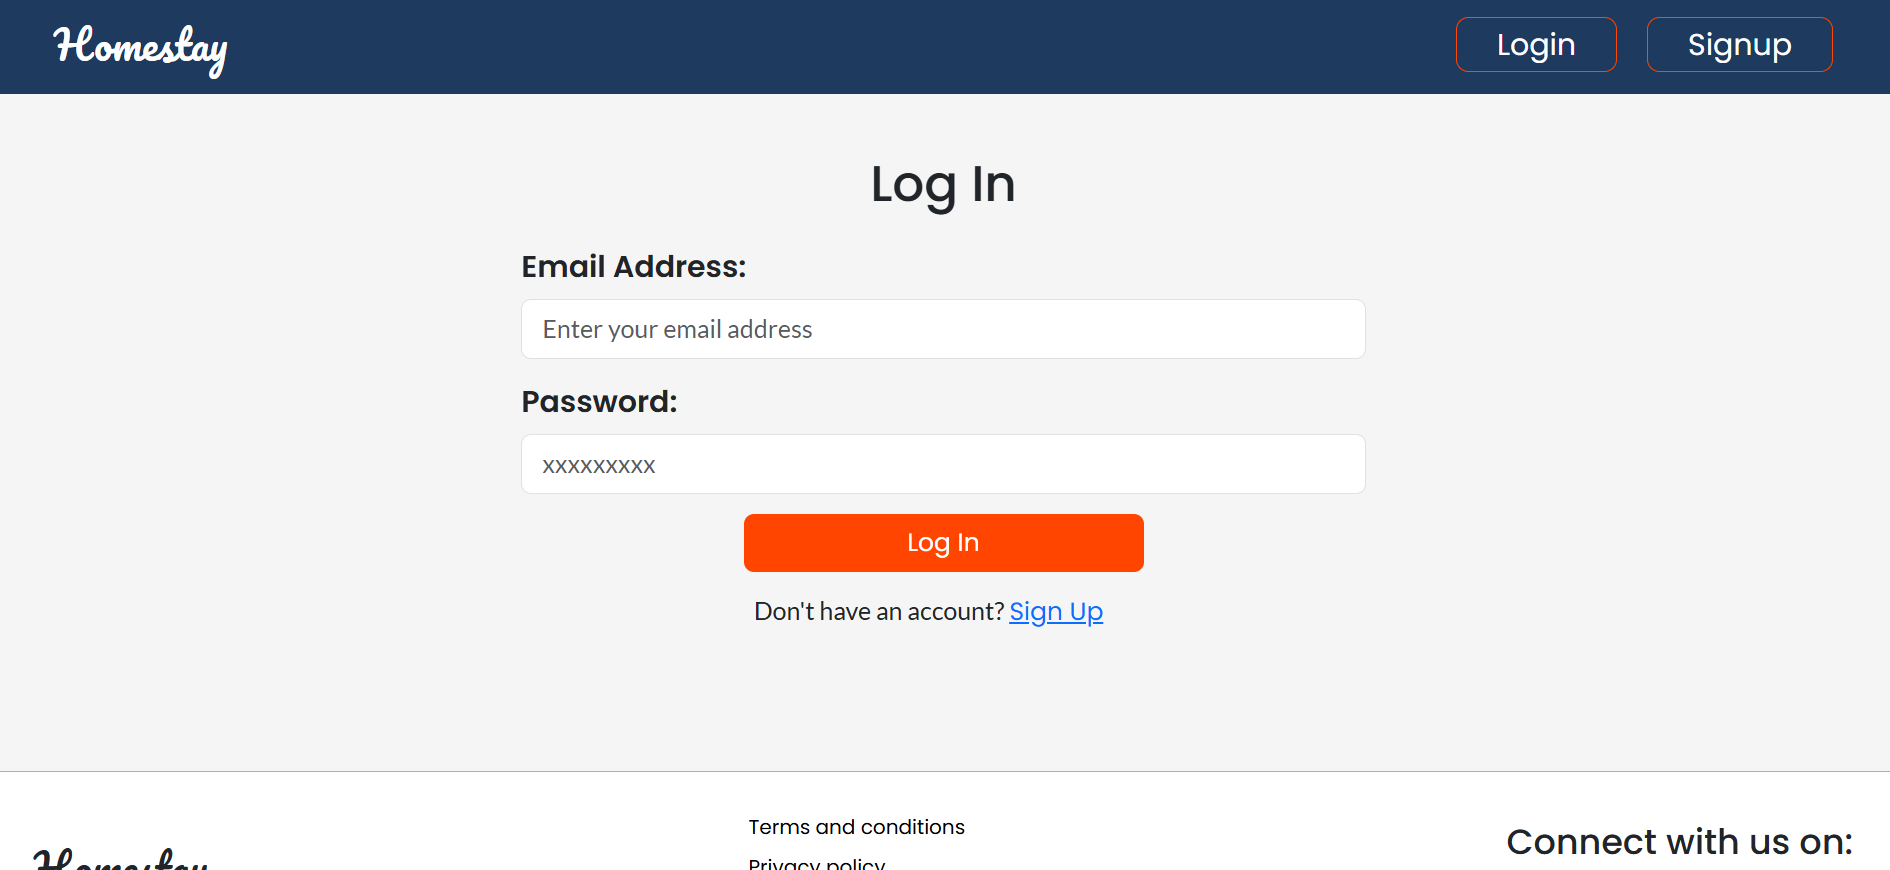 Homestay
Login
Signup
Log In
Email Address:
Enter your email address
Password:
xxxxxxxxx
Log In
Don't have an account? Sign Up
Terms and conditions
Connect with us on:
Homestay
Privacy policy